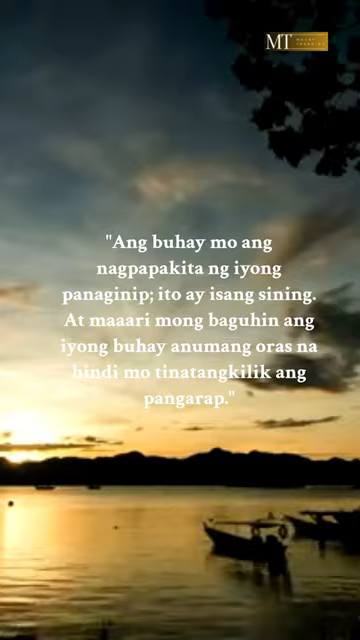 MT
"Ang buhay mo ang
nagpapakita ng iyong
panaginip; ito ay isang sining.
At maaari mong baguhin ang
iyong buhay anumang oras na
hindi mo tinatangkilik ang
pangarap."